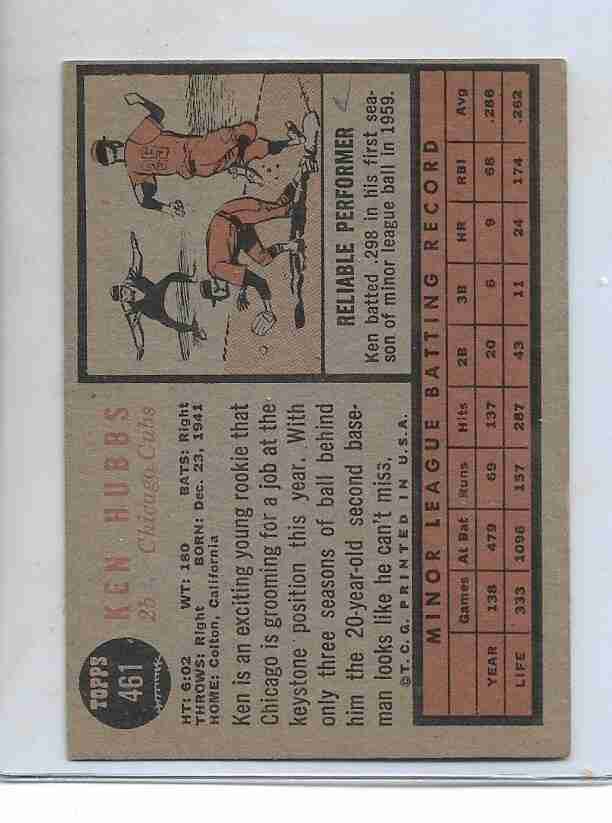 TOPPS
461
KEN HUBBS
2b - Chicago Cubs
HT: 6:02 WT: 180 BATS: Right
THROWS: Right BORN: Dec. 23, 1941
HOME: Colton, California
Ken is an exciting young rookie that
Chicago is grooming for a job at the
keystone position this year. With
only three seasons of ball behind
him the 20-year-old second base-
man looks like he can't miss.
©T.C.G. PRINTED IN U.S.A.
RELIABLE PERFORMER
Ken batted .298 in his first sea-
son of minor league ball in 1959.
MINOR LEAGUE BATTING RECORD
Games At Bat Runs Hits 2B 3B HR RBI Avg
YEAR 138 479 69 137 20 6 9 68 .286
LIFE 333 1096 157 287 43 11 24 174 .262